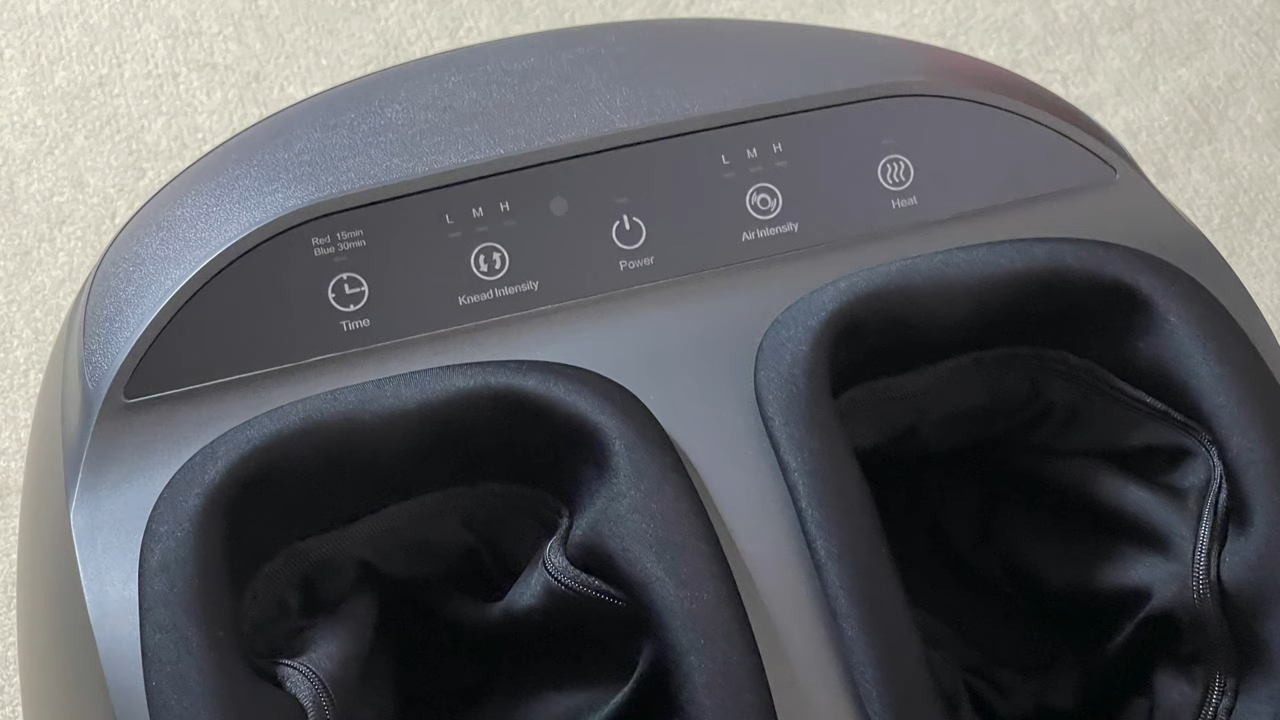 Red 15min
Blue 30min
Time
L M H
Knead Intensity
Power
L M H
Air Intensity
Heat